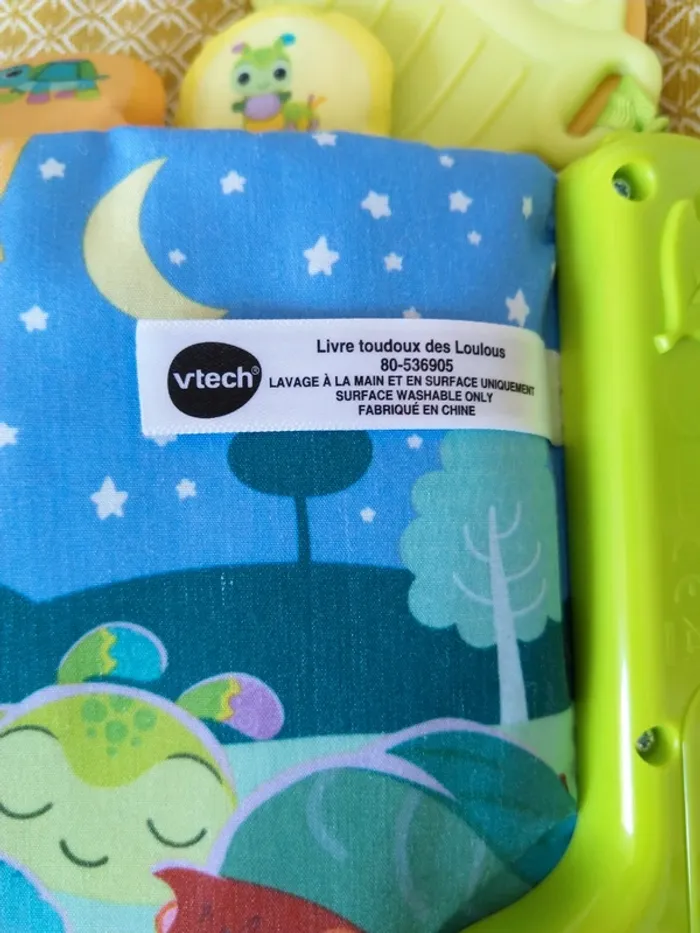 vtech®
Livre toudoux des Loulous
80-536905
LAVAGE À LA MAIN ET EN SURFACE UNIQUEMENT
SURFACE WASHABLE ONLY
FABRIQUÉ EN CHINE